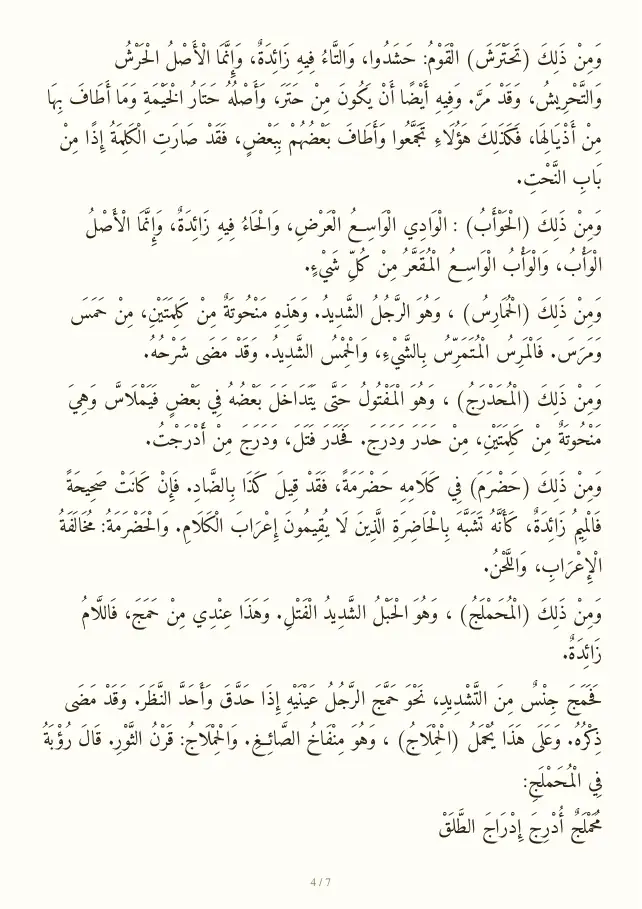 وَمِنْ ذَلِكَ (تَحَتْرَشَ) الْقَوْمُ: حَشَدُوا، وَالتَّاءُ فِيهِ زَائِدَةٌ، وَإِنَّمَا الْأَصْلُ الْحَرْشُ
وَالتَّحْرِيشُ، وَقَدْ مَرَّ. وَفِيهِ أَيْضًا أَنْ يَكُونَ مِنْ حَتَرَ، وَأَصْلُهُ حَتَارُ الْخَيْمَةِ وَمَا أَطَافَ بِهَا
مِنْ أَذْيَالِهَا، فَكَذَلِكَ هَؤُلَاءِ تَجَمَّعُوا وَأَطَافَ بَعْضُهُمْ بِبَعْضٍ، فَقَدْ صَارَتِ الْكَلِمَةُ إِذًا مِنْ
بَابِ النَّحْتِ.
وَمِنْ ذَلِكَ (الْحَوْأَبُ) : الْوَادِي الْوَاسِعُ الْعَرْضِ، وَالْحَاءُ فِيهِ زَائِدَةٌ، وَإِنَّمَا الْأَصْلُ
الْوَأْبُ، وَالْوَأْبُ الْوَاسِعُ الْمُقَعَّرُ مِنْ كُلِّ شَيْءٍ.
وَمِنْ ذَلِكَ (الْحُمَارِسُ) ، وَهُوَ الرَّجُلُ الشَّدِيدُ. وَهَذِهِ مَنْحُوتَةٌ مِنْ كَلِمَتَيْنِ، مِنْ حَمَسَ
وَمَرَسَ. فَالْمَرِسُ الْمُتَمَرِّسُ بِالشَّيْءِ، وَالْحِمْسُ الشَّدِيدُ. وَقَدْ مَضَى شَرْحُهُ.
وَمِنْ ذَلِكَ (الْمُحَدْرَجُ) ، وَهُوَ الْمَفْتُولُ حَتَّى يَتَدَاخَلَ بَعْضُهُ فِي بَعْضٍ فَيَمْلَاسَّ وَهِيَ
مَنْحُوتَةٌ مِنْ كَلِمَتَيْنِ، مِنْ حَدَرَ وَدَرَجَ. فَحَدَرَ فَتَلَ، وَدَرَجَ مِنْ أَدْرَجْتُ.
وَمِنْ ذَلِكَ (حَضْرَمَ) فِي كَلَامِهِ حَضْرَمَةً، فَقَدْ قِيلَ كَذَا بِالضَّادِ. فَإِنْ كَانَتْ صَحِيحَةً
فَالْمِيمُ زَائِدَةٌ، كَأَنَّهُ تَشَبَّهَ بِالْحَاضِرَةِ الَّذِينَ لَا يُقِيمُونَ إِعْرَابَ الْكَلَامِ. وَالْحَضْرَمَةُ: مُخَالَفَةُ
الْإِعْرَابِ، وَاللَّحْنُ.
وَمِنْ ذَلِكَ (الْمُحَمْلَجُ) ، وَهُوَ الْحَبْلُ الشَّدِيدُ الْفَتْلِ. وَهَذَا عِنْدِي مِنْ حَمَجَ، فَاللَّامُ
زَائِدَةٌ.
فَحَمَجَ جِنْسٌ مِنَ التَّشْدِيدِ، نَحْوَ حَمَّجَ الرَّجُلُ عَيْنَيْهِ إِذَا حَدَّقَ وَأَحَدَّ النَّظَرَ. وَقَدْ مَضَى
ذِكْرُهُ. وَعَلَى هَذَا يُحْمَلُ (الْحِمْلَاجُ) ، وَهُوَ مِنْفَاخُ الصَّائِغِ. وَالْحِمْلَاجُ: قَرْنُ الثَّوْرِ. قَالَ رُؤْبَةُ
فِي الْمُحَمْلَجِ:
مُحَمْلَجٌ أُدْرِجَ إِدْرَاجَ الطَّلَقْ
4 / 7